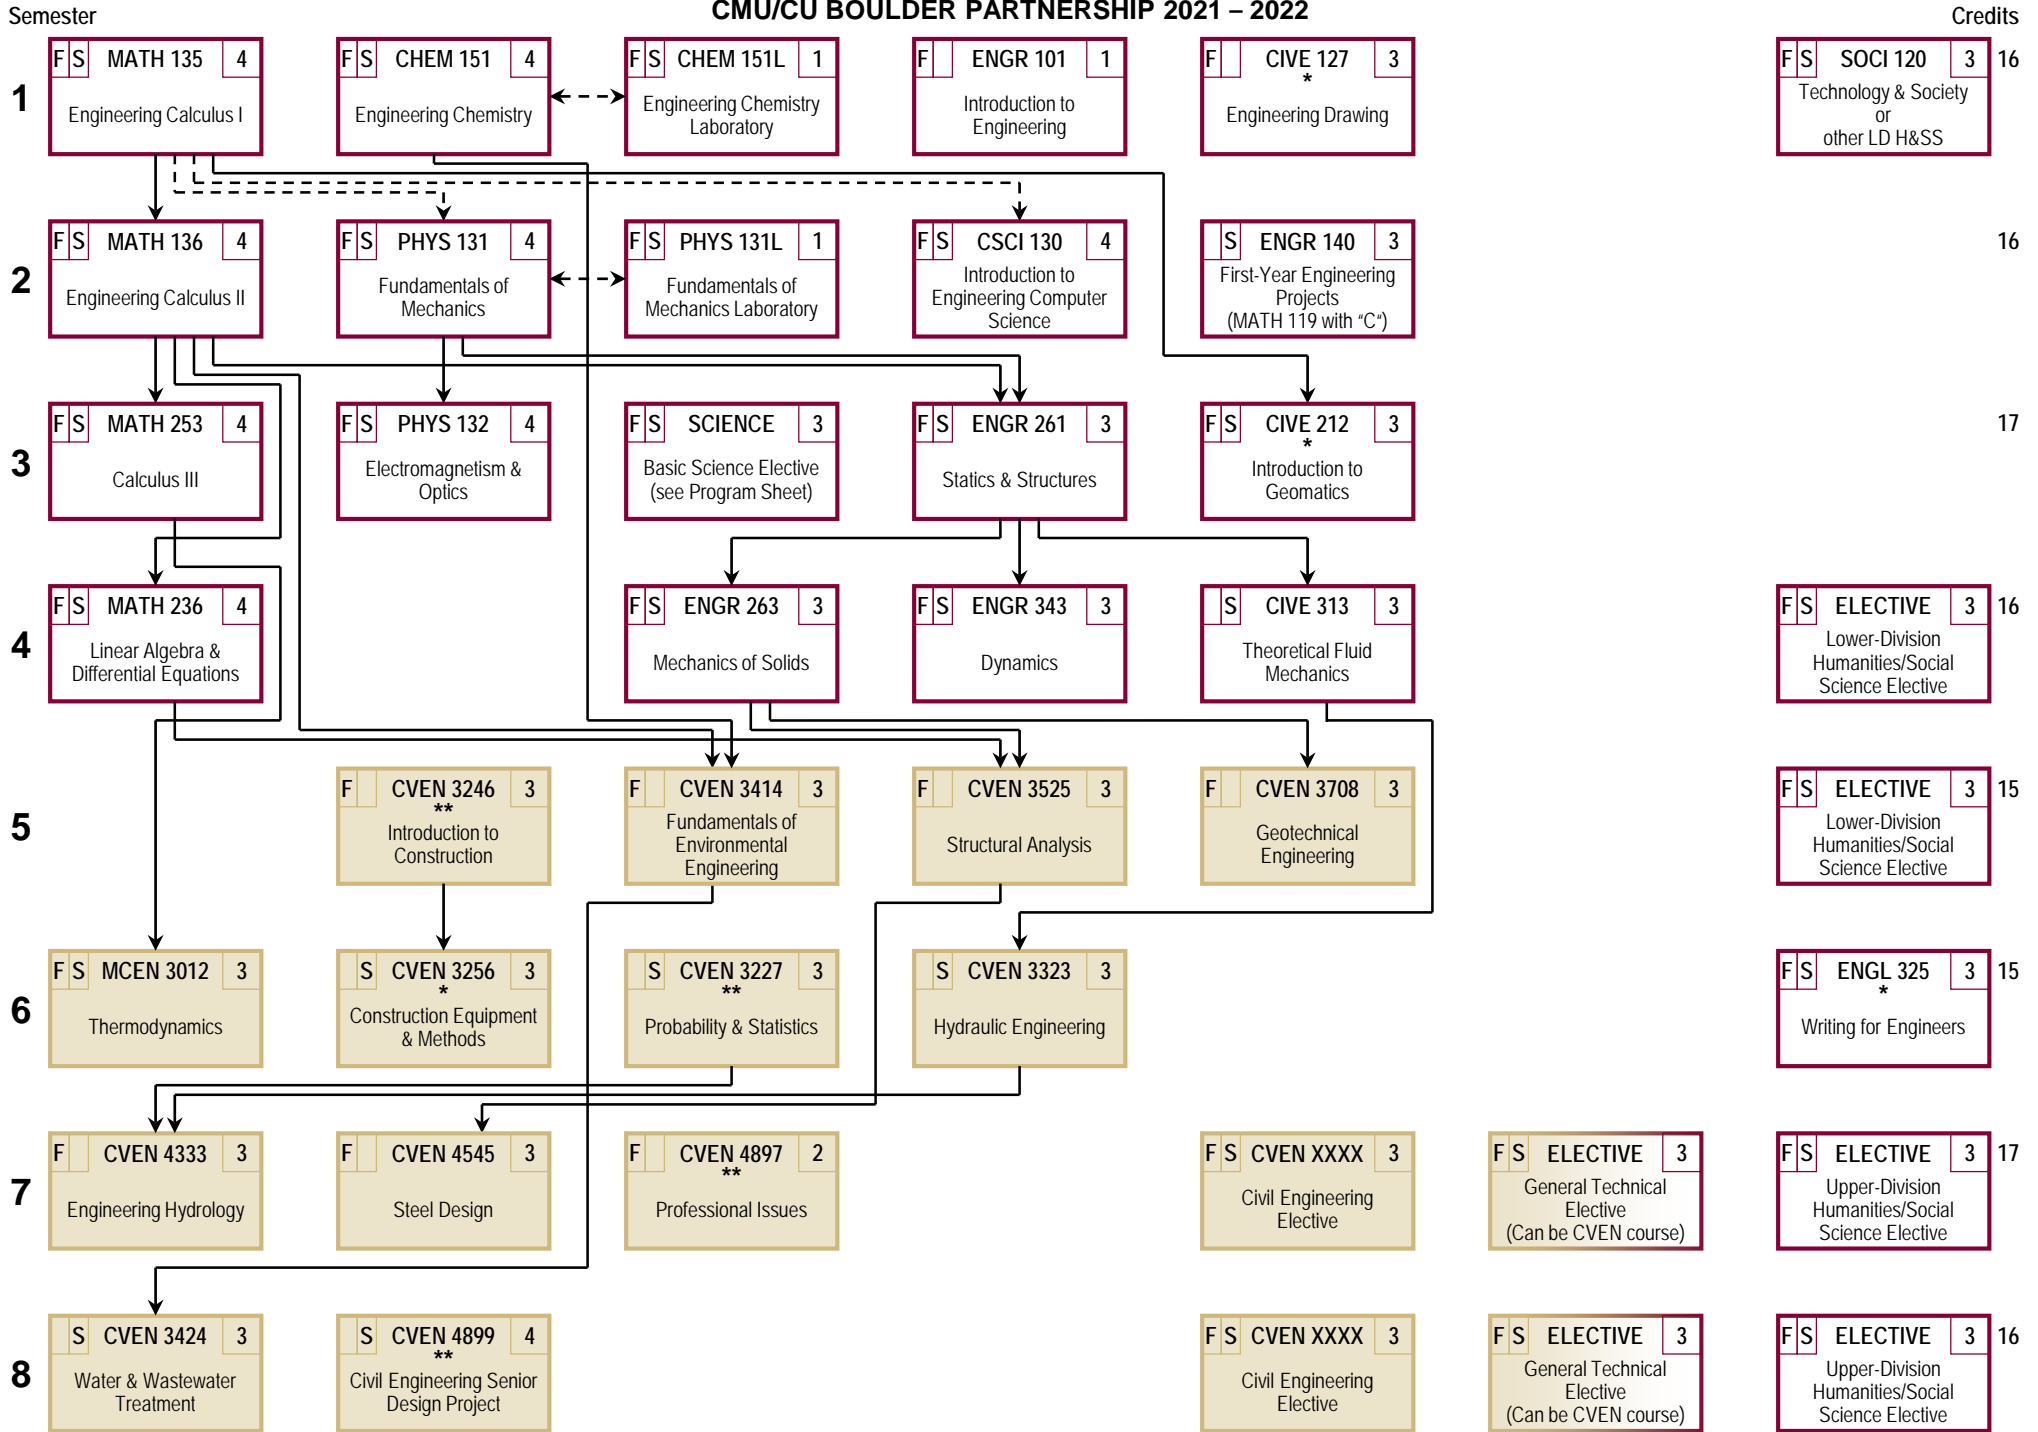 CMU/CU BOULDER PARTNERSHIP 2021 – 2022
Semester
Credits
1
F S MATH 135 4
Engineering Calculus I
F S CHEM 151 4
Engineering Chemistry
F S CHEM 151L 1
Engineering Chemistry
Laboratory
F ENGR 101 1
Introduction to
Engineering
F CIVE 127 3
*
Engineering Drawing
F S SOCI 120 3
Technology & Society
or
other LD H&SS
16
2
F S MATH 136 4
Engineering Calculus II
F S PHYS 131 4
Fundamentals of
Mechanics
F S PHYS 131L 1
Fundamentals of
Mechanics Laboratory
F S CSCI 130 4
Introduction to
Engineering Computer
Science
S ENGR 140 3
First-Year Engineering
Projects
(MATH 119 with "C")
16
3
F S MATH 253 4
Calculus III
F S PHYS 132 4
Electromagnetism &
Optics
F S SCIENCE 3
Basic Science Elective
(see Program Sheet)
F S ENGR 261 3
Statics & Structures
F S CIVE 212 3
*
Introduction to
Geomatics
17
4
F S MATH 236 4
Linear Algebra &
Differential Equations
F S ENGR 263 3
Mechanics of Solids
F S ENGR 343 3
Dynamics
S CIVE 313 3
Theoretical Fluid
Mechanics
F S ELECTIVE 3
Lower-Division
Humanities/Social
Science Elective
16
5
F CVEN 3246 3
**
Introduction to
Construction
F CVEN 3414 3
Fundamentals of
Environmental
Engineering
F CVEN 3525 3
Structural Analysis
F CVEN 3708 3
Geotechnical
Engineering
F S ELECTIVE 3
Lower-Division
Humanities/Social
Science Elective
15
6
F S MCEN 3012 3
Thermodynamics
S CVEN 3256 3
*
Construction Equipment
& Methods
S CVEN 3227 3
**
Probability & Statistics
S CVEN 3323 3
Hydraulic Engineering
F S ENGL 325 3
*
Writing for Engineers
15
7
F CVEN 4333 3
Engineering Hydrology
F CVEN 4545 3
Steel Design
F CVEN 4897 2
**
Professional Issues
F S CVEN XXXX 3
Civil Engineering
Elective
F S ELECTIVE 3
General Technical
Elective
(Can be CVEN course)
F S ELECTIVE 3
Upper-Division
Humanities/Social
Science Elective
17
8
S CVEN 3424 3
Water & Wastewater
Treatment
S CVEN 4899 4
**
Civil Engineering Senior
Design Project
F S CVEN XXXX 3
Civil Engineering
Elective
F S ELECTIVE 3
General Technical
Elective
(Can be CVEN course)
F S ELECTIVE 3
Upper-Division
Humanities/Social
Science Elective
16